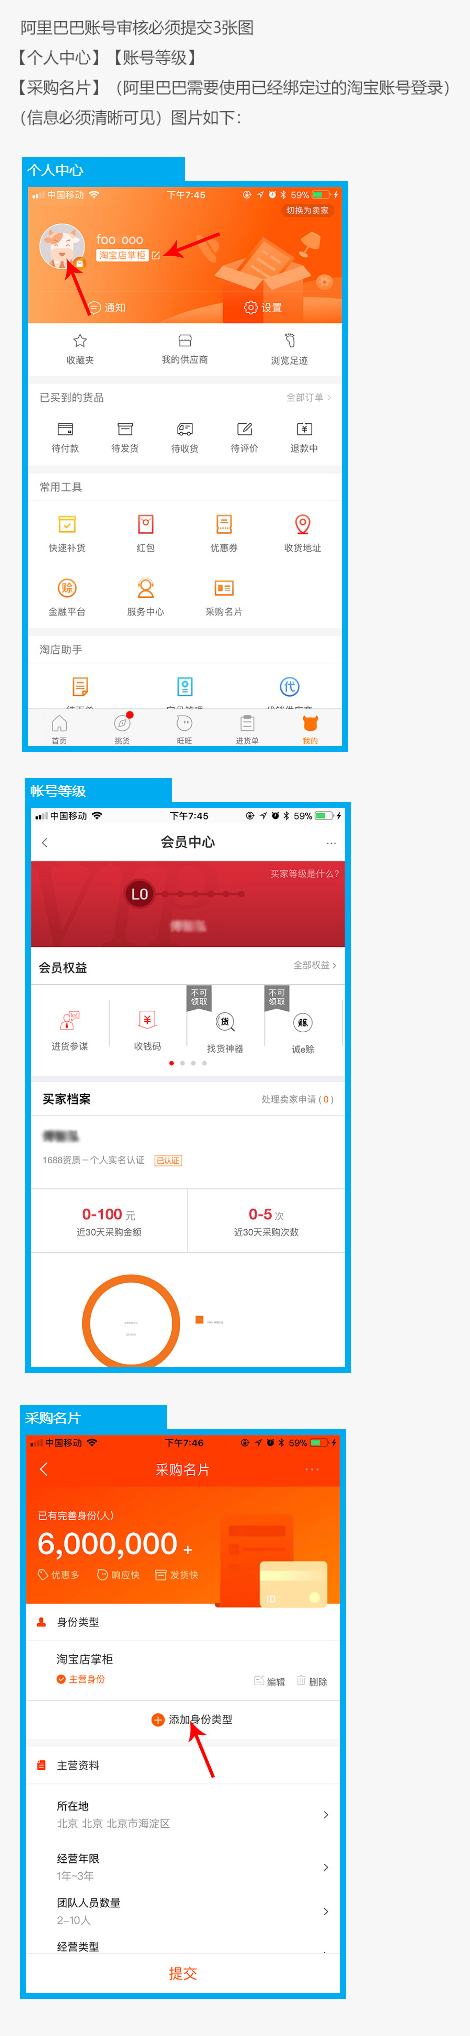 阿里巴巴账号审核必须提交3张图
【个人中心】【账号等级】
【采购名片】（阿里巴巴需要使用已经绑定过的淘宝账号登录）
（信息必须清晰可见）图片如下：
个人中心
中国移动 下午7:45 59%
切换为卖家
foo ooo
淘宝店掌柜
通知 设置
收藏夹 我的供应商 浏览足迹
已买到的货品 全部订单 >
待付款 待发货 待收货 待评价 退款中
常用工具
快速补货 红包 优惠券 收货地址
赊
金融平台 服务中心 采购名片
淘店助手
代
首页 挑货 旺旺 进货单 我的
帐号等级
中国移动 下午7:45 59%
会员中心 ...
买家等级是什么?
VIP
L0
会员权益 全部权益 >
不可领取 不可领取
货 赊
进货参谋 收钱码 找货神器 诚e赊
买家档案 处理卖家申请 ( 0 )
1688资质－个人实名认证 已认证
0-100 元 0-5 次
近30天采购金额 近30天采购次数
采购名片
中国移动 下午7:46 59%
采购名片 ...
已有完善身份(人)
6,000,000 +
优惠多 响应快 发货快
ID
身份类型
淘宝店掌柜
主营身份 编辑 删除
添加身份类型
主营资料
所在地
北京 北京 北京市海淀区
经营年限
1年~3年
团队人员数量
2-10人
经营类型
提交